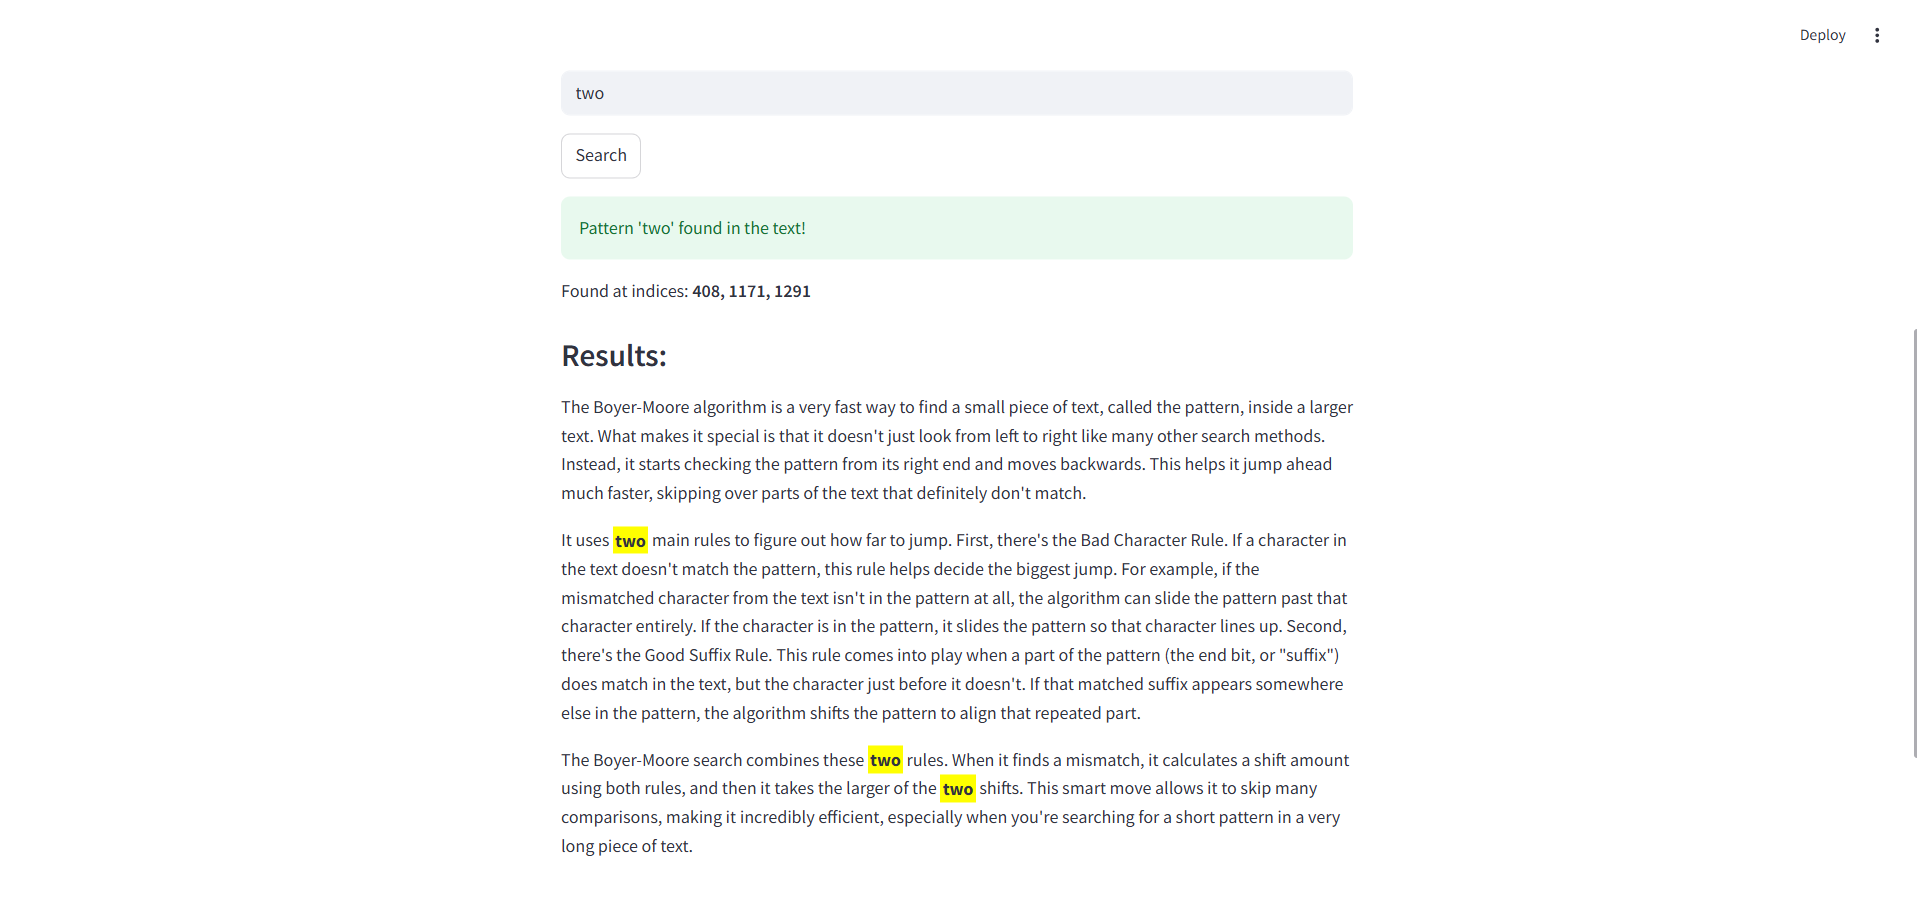 Deploy
two
Search
Pattern 'two' found in the text!
Found at indices: 408, 1171, 1291
Results:
The Boyer-Moore algorithm is a very fast way to find a small piece of text, called the pattern, inside a larger
text. What makes it special is that it doesn't just look from left to right like many other search methods.
Instead, it starts checking the pattern from its right end and moves backwards. This helps it jump ahead
much faster, skipping over parts of the text that definitely don't match.
It uses two main rules to figure out how far to jump. First, there's the Bad Character Rule. If a character in
the text doesn't match the pattern, this rule helps decide the biggest jump. For example, if the
mismatched character from the text isn't in the pattern at all, the algorithm can slide the pattern past that
character entirely. If the character is in the pattern, it slides the pattern so that character lines up. Second,
there's the Good Suffix Rule. This rule comes into play when a part of the pattern (the end bit, or "suffix")
does match in the text, but the character just before it doesn't. If that matched suffix appears somewhere
else in the pattern, the algorithm shifts the pattern to align that repeated part.
The Boyer-Moore search combines these two rules. When it finds a mismatch, it calculates a shift amount
using both rules, and then it takes the larger of the two shifts. This smart move allows it to skip many
comparisons, making it incredibly efficient, especially when you're searching for a short pattern in a very
long piece of text.